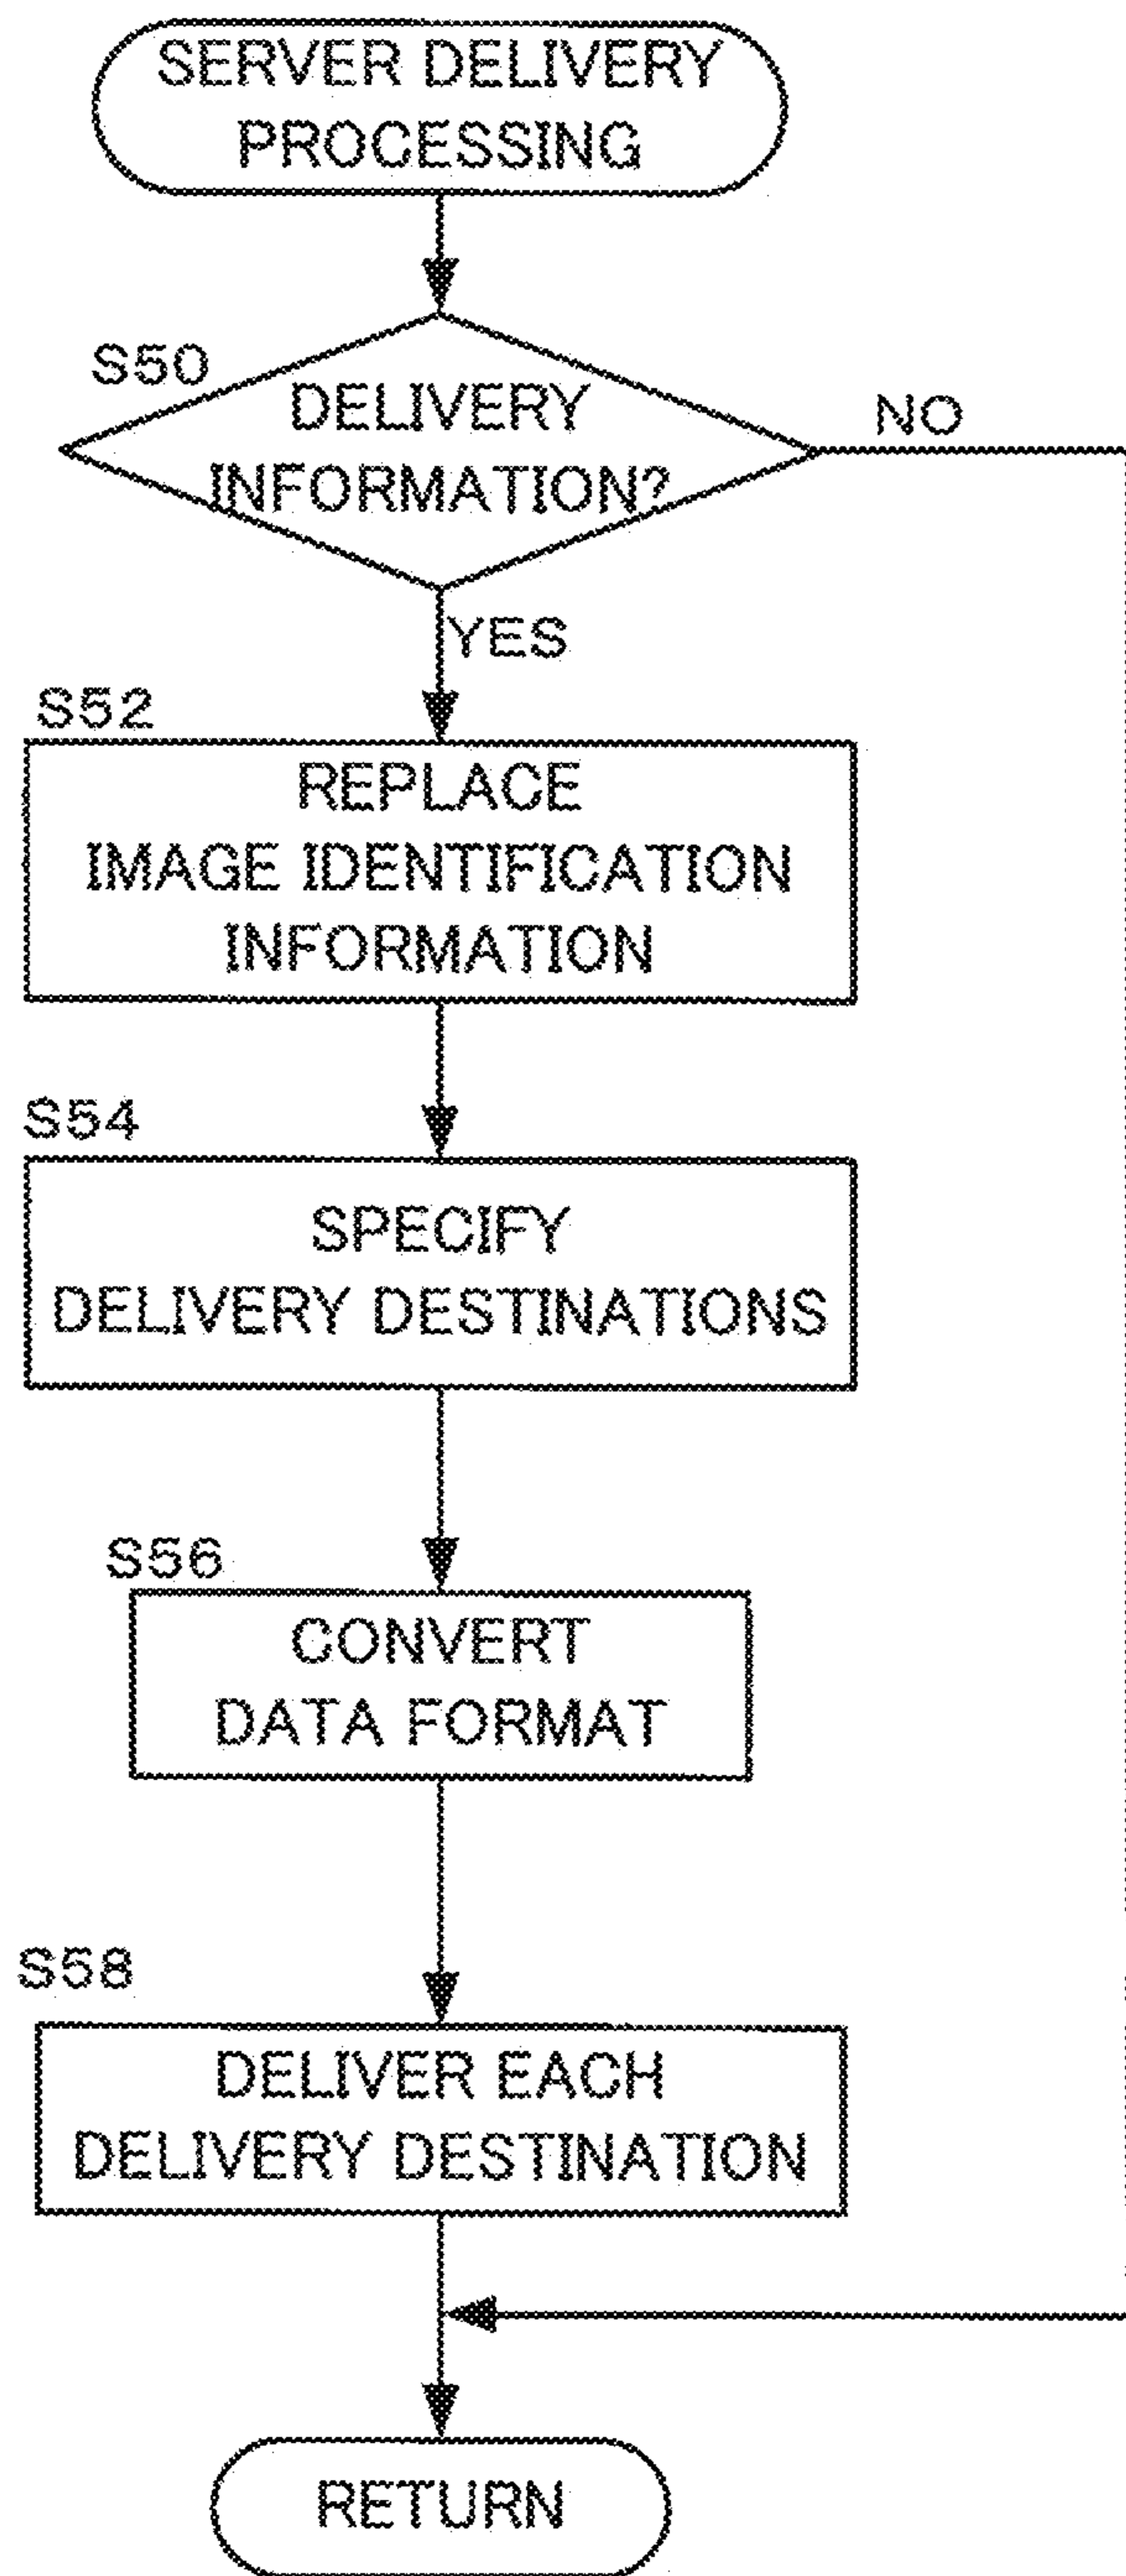 SERVER DELIVERY
PROCESSING
S50
DELIVERY
INFORMATION?
NO
YES
S52
REPLACE
IMAGE IDENTIFICATION
INFORMATION
S54
SPECIFY
DELIVERY DESTINATIONS
S56
CONVERT
DATA FORMAT
S58
DELIVER EACH
DELIVERY DESTINATION
RETURN